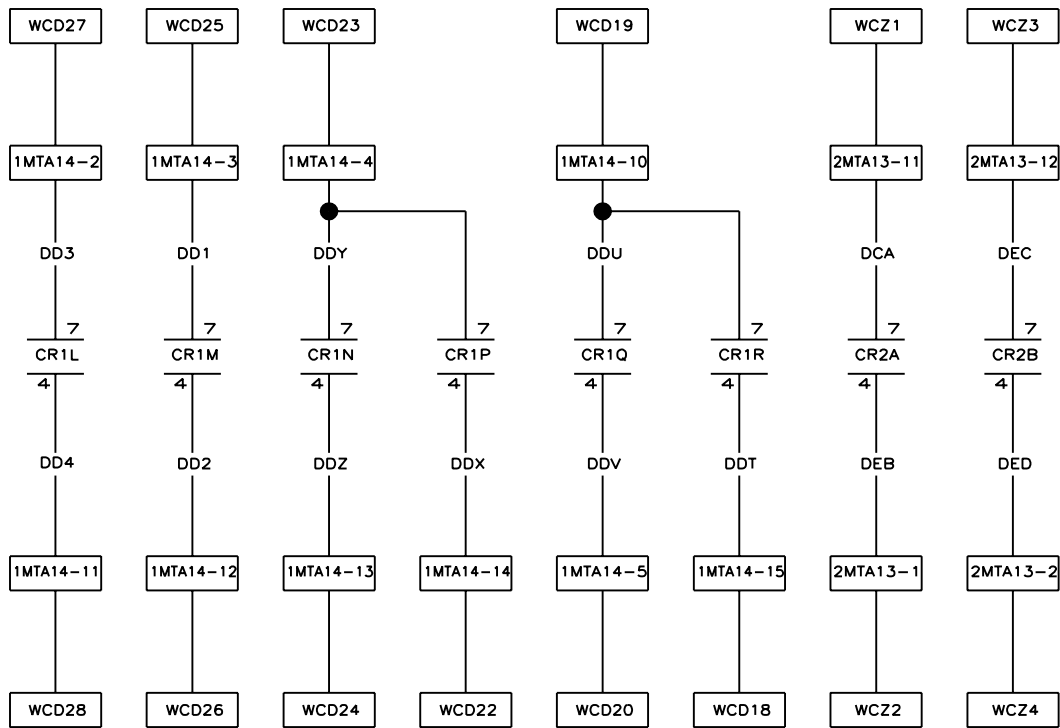 WCD27 WCD25 WCD23 WCD19 WCZ1 WCZ3
1MTA14-2 1MTA14-3 1MTA14-4 1MTA14-10 2MTA13-11 2MTA13-12
DD3 DD1 DDY DDU DCA DEC
7 7 7 7 7 7 7 7
CR1L CR1M CR1N CR1P CR1Q CR1R CR2A CR2B
4 4 4 4 4 4 4 4
DD4 DD2 DDZ DDX DDV DDT DEB DED
1MTA14-11 1MTA14-12 1MTA14-13 1MTA14-14 1MTA14-5 1MTA14-15 2MTA13-1 2MTA13-2
WCD28 WCD26 WCD24 WCD22 WCD20 WCD18 WCZ2 WCZ4